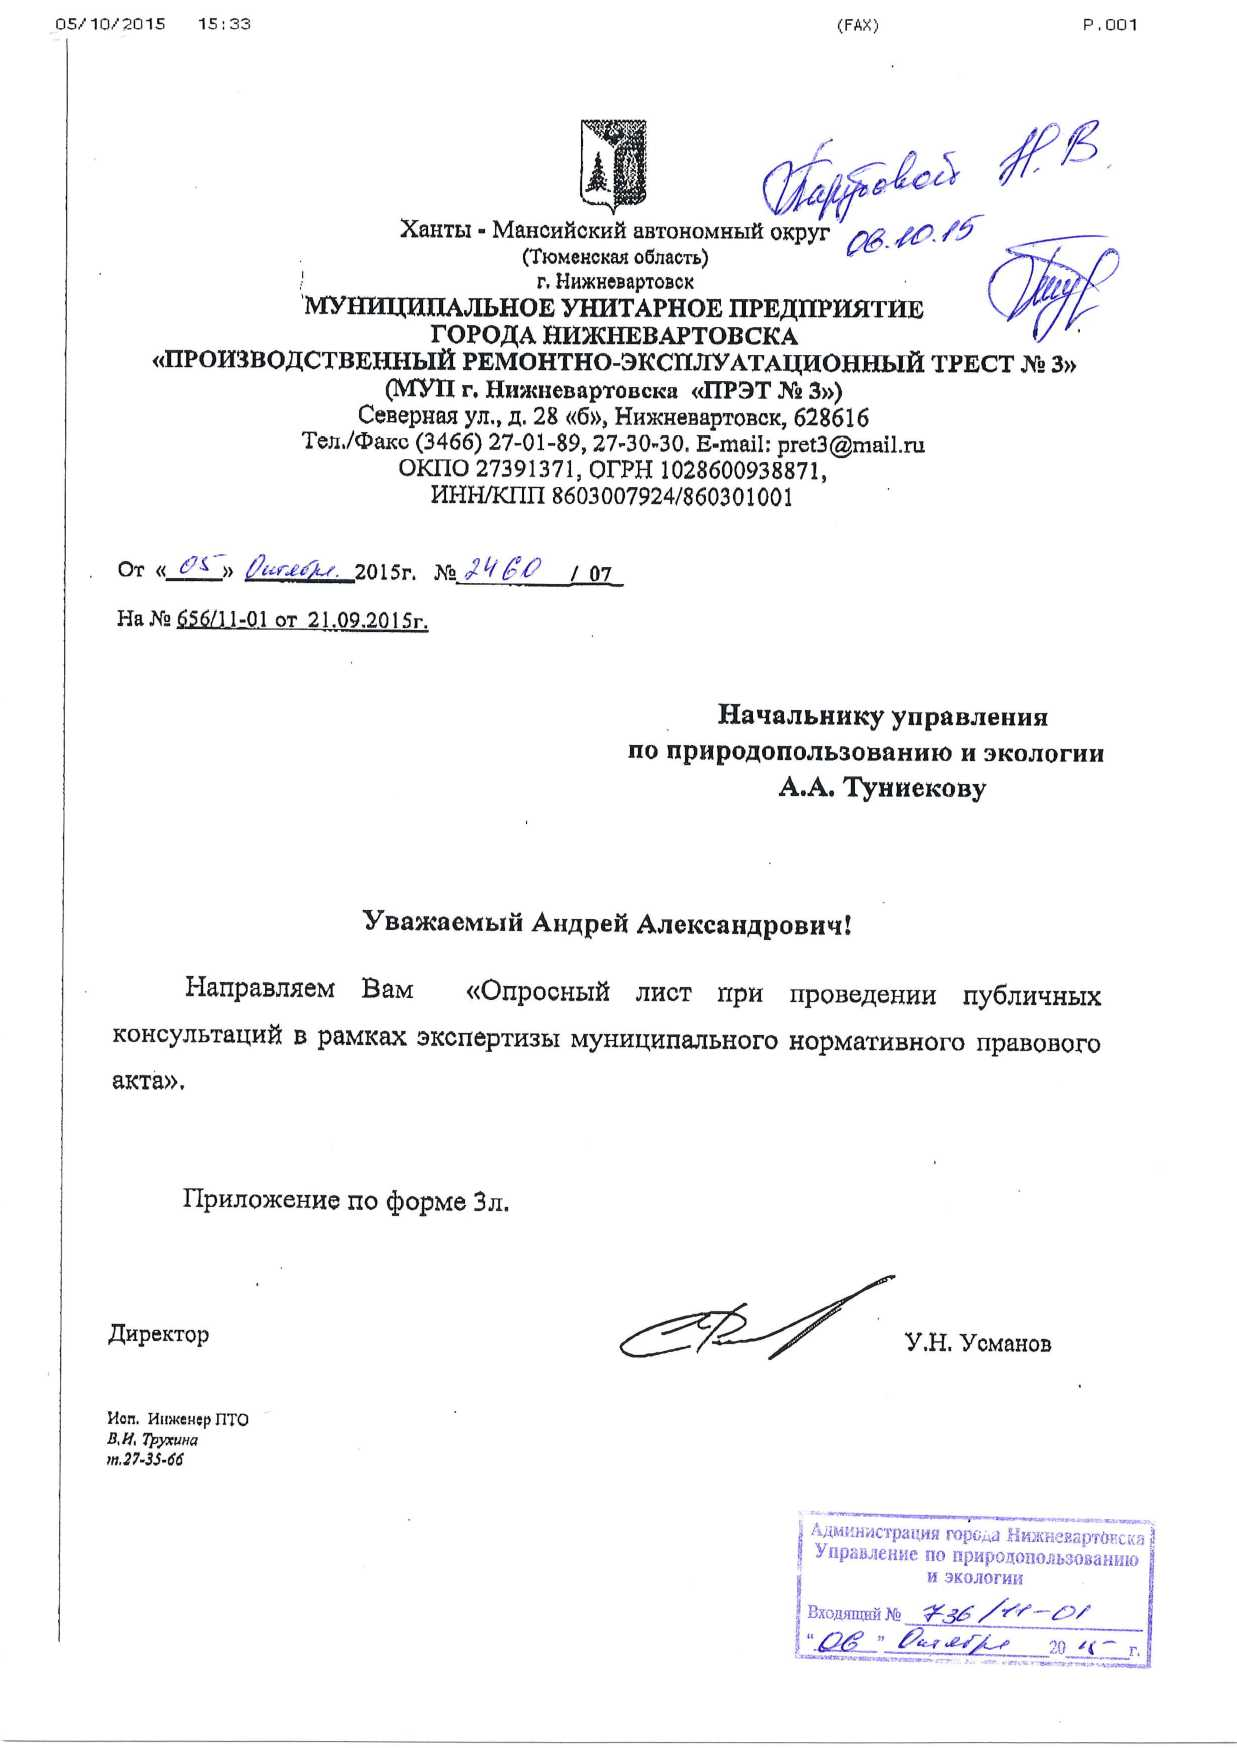 05/10/2015 15:33 (FAX) P.001
Н.В.
06.10.15
Ханты - Мансийский автономный округ
(Тюменская область)
г. Нижневартовск
МУНИЦИПАЛЬНОЕ УНИТАРНОЕ ПРЕДПРИЯТИЕ
ГОРОДА НИЖНЕВАРТОВСКА
«ПРОИЗВОДСТВЕННЫЙ РЕМОНТНО-ЭКСПЛУАТАЦИОННЫЙ ТРЕСТ № 3»
(МУП г. Нижневартовска «ПРЭТ № 3»)
Северная ул., д. 28 «б», Нижневартовск, 628616
Тел./Факс (3466) 27-01-89, 27-30-30. E-mail: pret3@mail.ru
ОКПО 27391371, ОГРН 1028600938871,
ИНН/КПП 8603007924/860301001
От «05» Октября 2015г. № 2460 / 07
На № 656/11-01 от 21.09.2015г.
Начальнику управления
по природопользованию и экологии
А.А. Туниекову
Уважаемый Андрей Александрович!
Направляем Вам «Опросный лист при проведении публичных
консультаций в рамках экспертизы муниципального нормативного правового
акта».
Приложение по форме 3л.
Директор У.Н. Усманов
Исп. Инженер ПТО
В.И. Трухина
т.27-35-66
Администрация города Нижневартовска
Управление по природопользованию
и экологии
Входящий № 736/11-01
“06” Октября 2015 г.